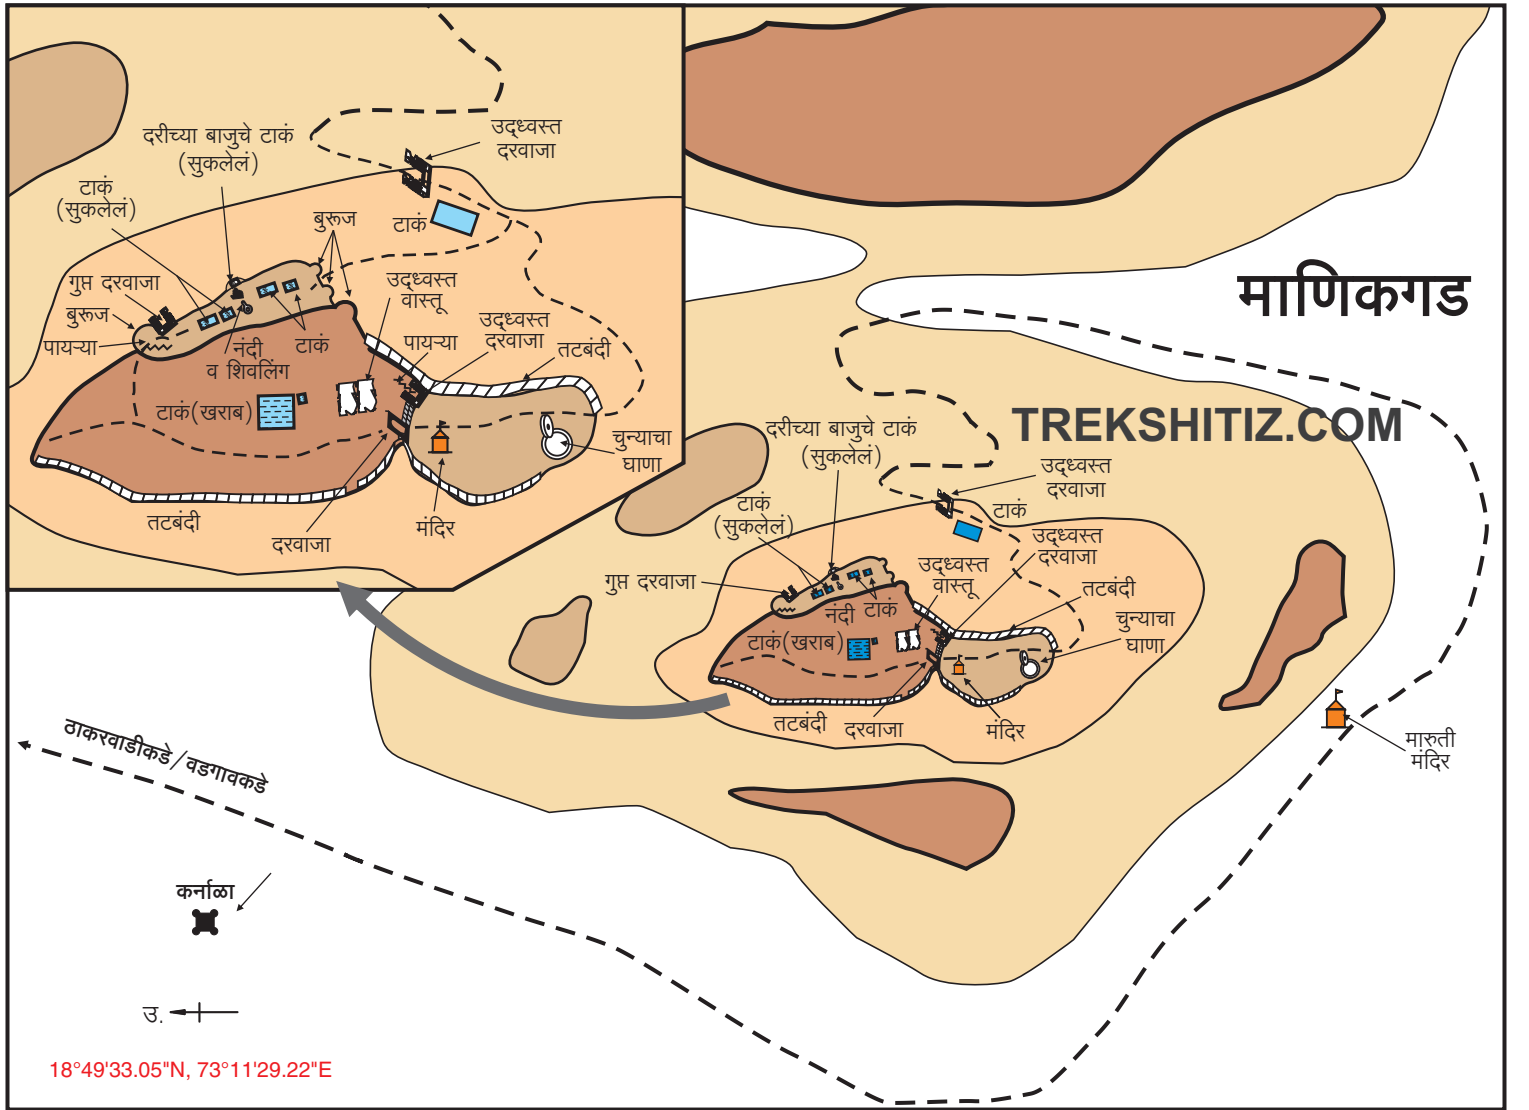 उद्ध्वस्त
दरवाजा
दरीच्या बाजुचे टाकं
(सुकलेलं)
टाकं
(सुकलेलं)
बुरूज
टाकं
गुप्त दरवाजा
बुरूज
पायऱ्या
उद्ध्वस्त
वास्तू
नंदी
व शिवलिंग
टाकं
पायऱ्या
उद्ध्वस्त
दरवाजा
तटबंदी
टाकं(खराब)
चुन्याचा
घाणा
तटबंदी
दरवाजा
मंदिर
माणिकगड
TREKSHITIZ.COM
दरीच्या बाजुचे टाकं
(सुकलेलं)
उद्ध्वस्त
दरवाजा
टाकं
(सुकलेलं)
टाकं
उद्ध्वस्त
दरवाजा
गुप्त दरवाजा
उद्ध्वस्त
वास्तू
तटबंदी
नंदी
टाकं
चुन्याचा
घाणा
टाकं(खराब)
तटबंदी
दरवाजा
मंदिर
मारुती
मंदिर
ठाकरवाडीकडे/वडगावकडे
कर्नाळा
उ.
18°49'33.05"N, 73°11'29.22"E